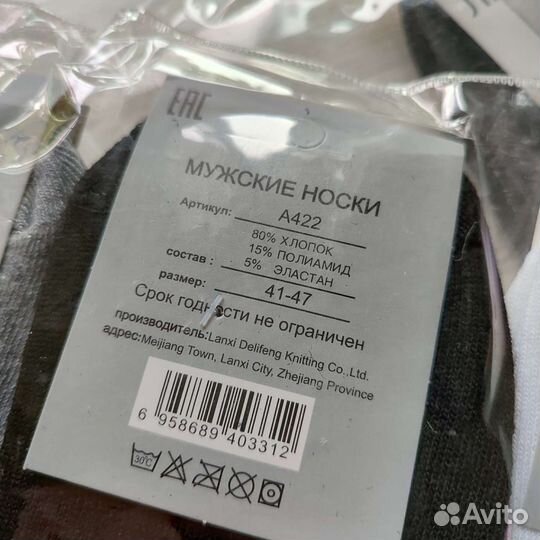 EAC
МУЖСКИЕ НОСКИ
Артикул: A422
80% ХЛОПОК
15% ПОЛИАМИД
состав : 5% ЭЛАСТАН
размер: 41-47
Срок годности не ограничен
производитель:Lanxi Delifeng Knitting Co.,Ltd.
адрес: Meijiang Town, Lanxi City, Zhejiang Province
6 958689 403312
30°C
Avito